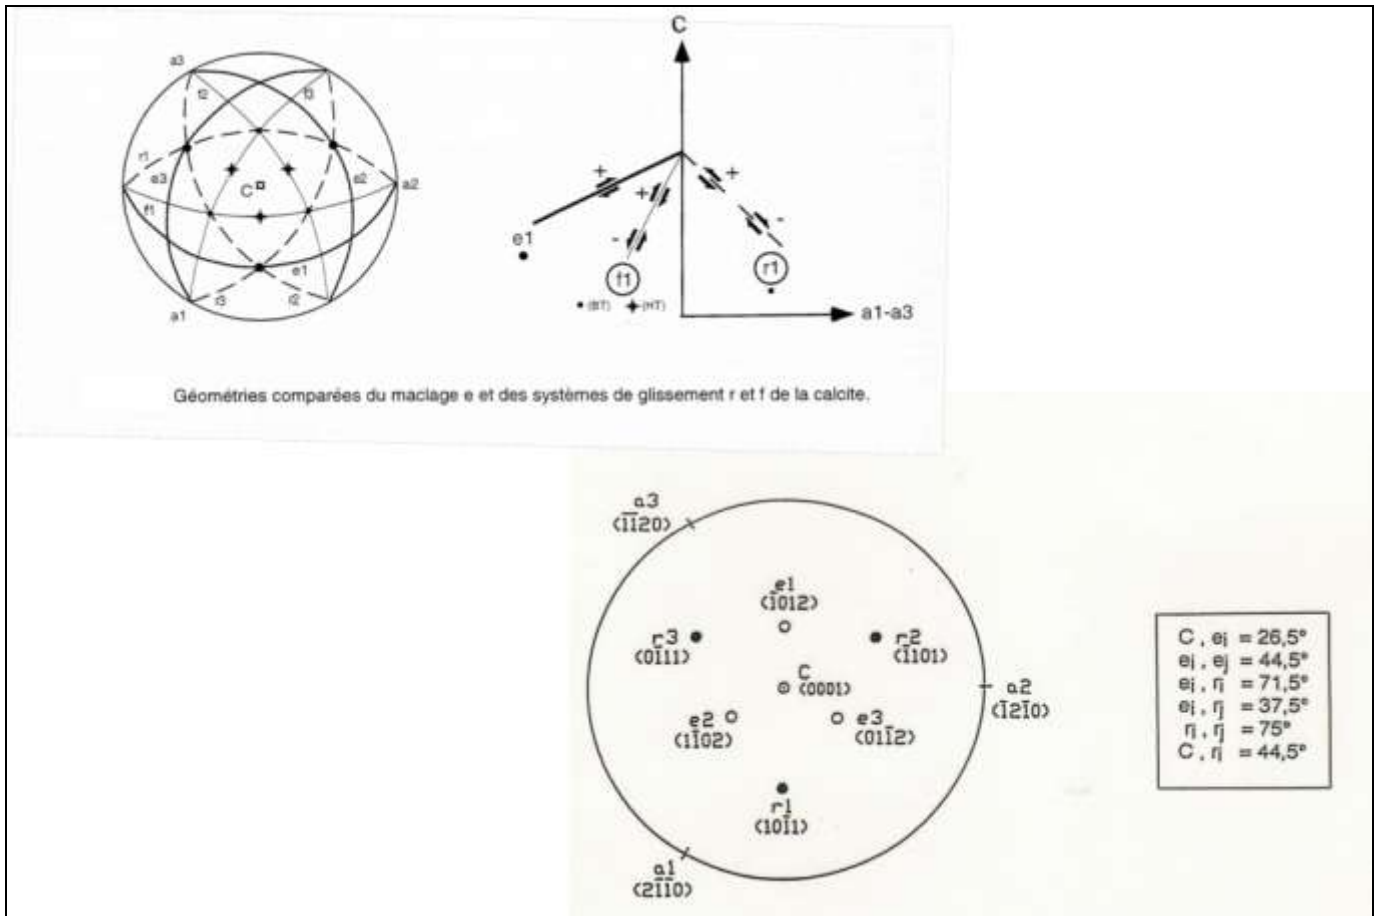 C
a3
f2
f3
r1
e3
C
e2
a2
f1
e1
r3
r2
a1
+
+
+
-
-
e1
f1
r1
(BT)
(HT)
a1-a3
Géométries comparées du maclage e et des systèmes de glissement r et f de la calcite.
a3
(1̅1̅20)
e1
(1̅012)
r3
(01̅11)
r2
(1̅101)
C
(0001)
a2
(1̅21̅0)
e2
(11̅02)
e3
(011̅2)
r1
(101̅1)
a1
(21̅1̅0)
C , ei = 26,5°
ei , ej = 44,5°
ei , ri = 71,5°
ei , rj = 37,5°
ri , rj = 75°
C , ri = 44,5°